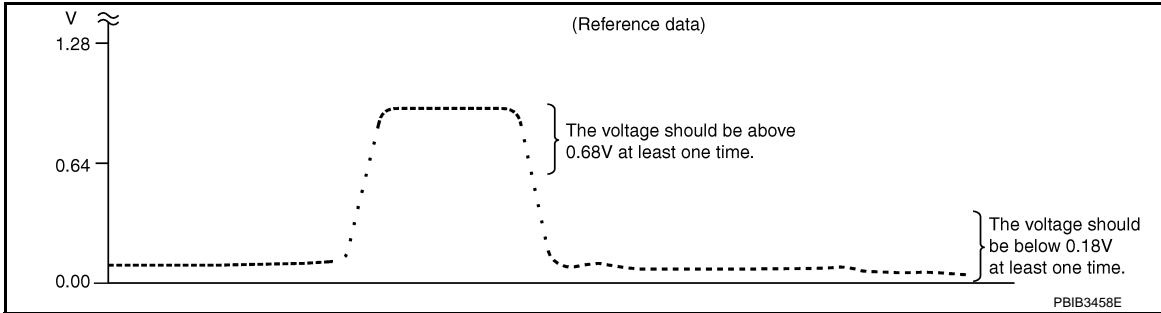 V
(Reference data)
1.28
The voltage should be above
0.68V at least one time.
0.64
The voltage should
be below 0.18V
at least one time.
0.00
PBIB3458E